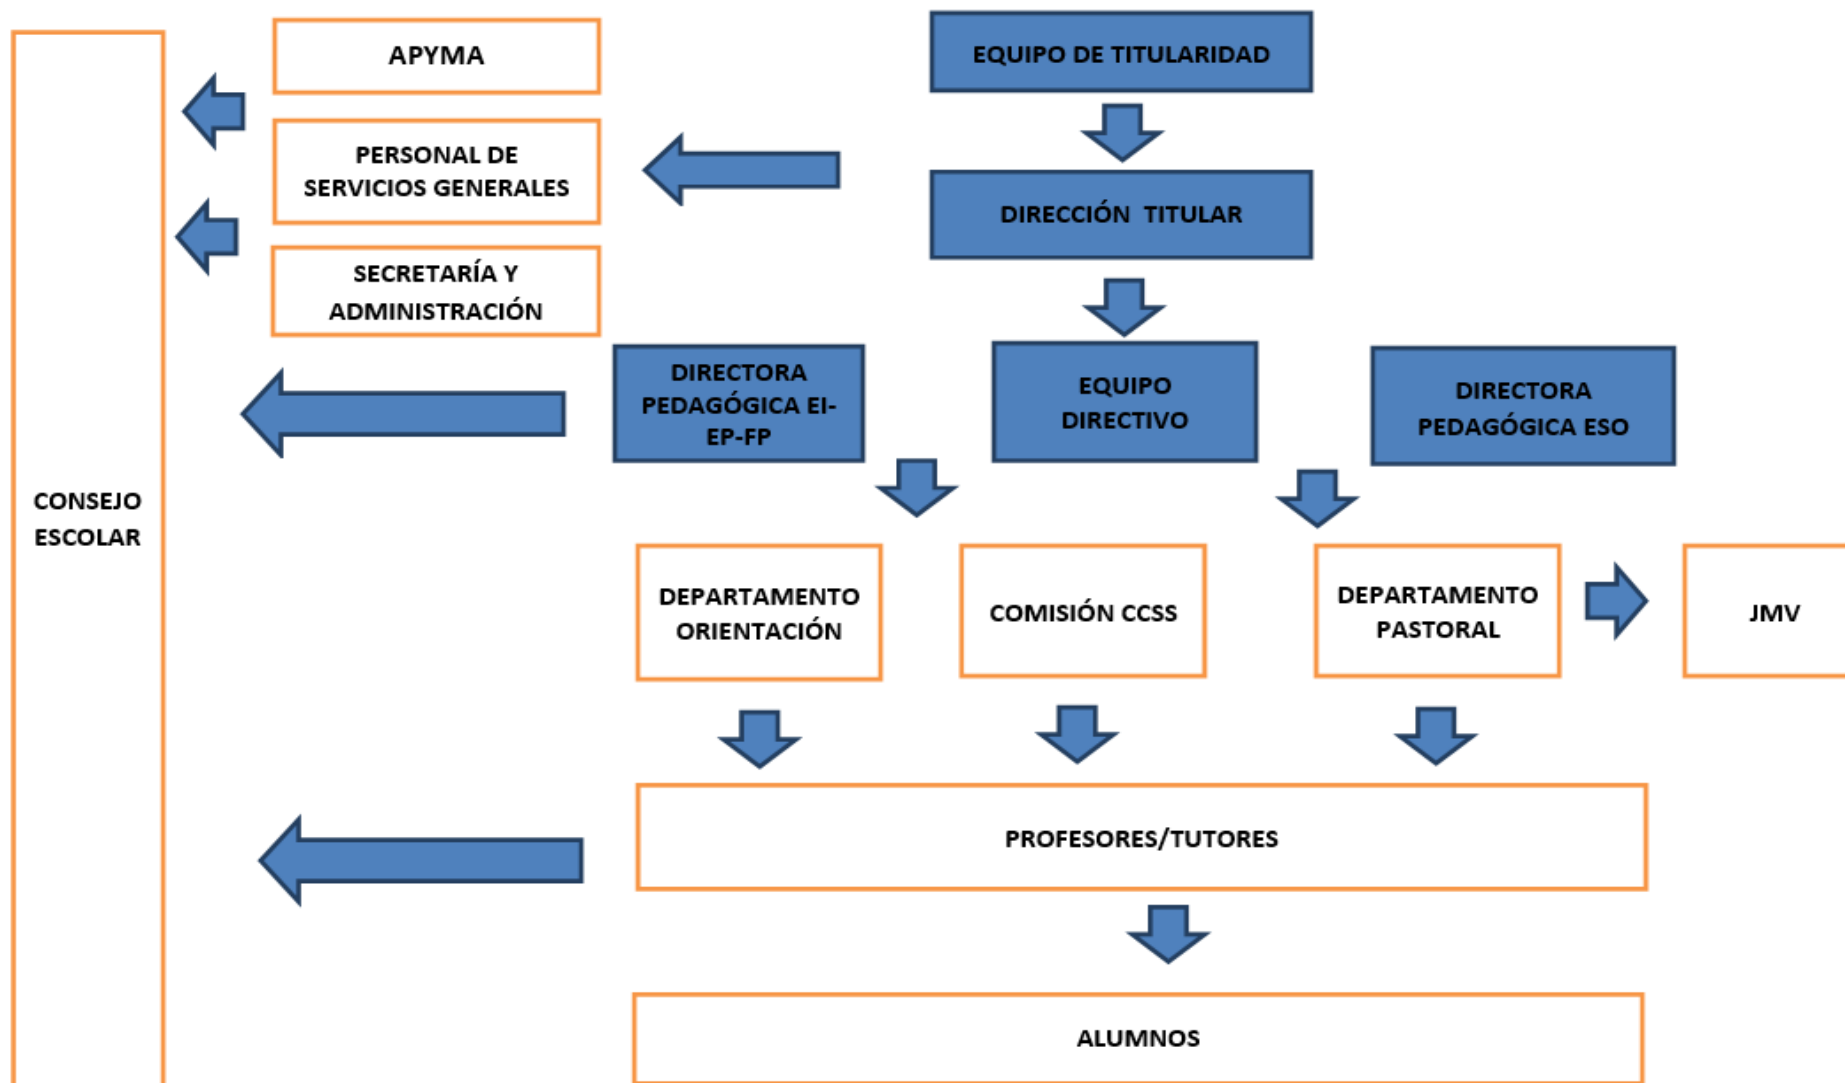 APYMA
EQUIPO DE TITULARIDAD
PERSONAL DE
SERVICIOS GENERALES
DIRECCIÓN TITULAR
SECRETARÍA Y
ADMINISTRACIÓN
DIRECTORA
PEDAGÓGICA EI-
EP-FP
EQUIPO
DIRECTIVO
DIRECTORA
PEDAGÓGICA ESO
CONSEJO
ESCOLAR
DEPARTAMENTO
ORIENTACIÓN
COMISIÓN CCSS
DEPARTAMENTO
PASTORAL
JMV
PROFESORES/TUTORES
ALUMNOS